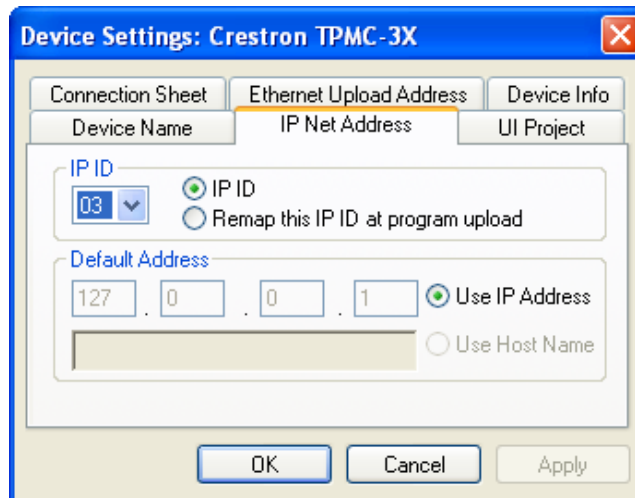 Device Settings: Crestron TPMC-3X
Connection Sheet Ethernet Upload Address Device Info
Device Name IP Net Address UI Project
IP ID
03
IP ID
Remap this IP ID at program upload
Default Address
127 . 0 . 0 . 1 Use IP Address
Use Host Name
OK Cancel Apply